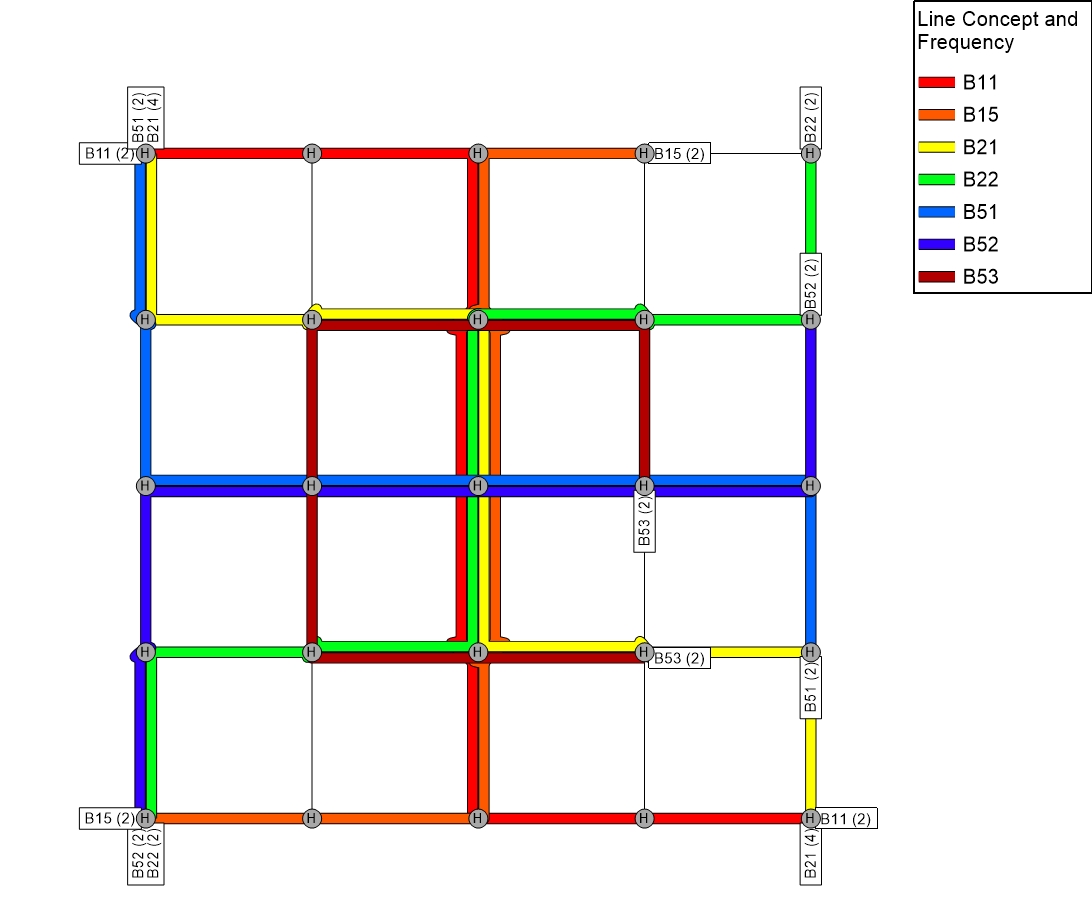 Line Concept and
Frequency
B11
B15
B21
B22
B51
B52
B53
B51 (2)
B21 (4)
B22 (2)
B11 (2)
H
H
H
H
B15 (2)
H
B52 (2)
H
H
H
H
H
H
H
H
H
H
B53 (2)
H
H
H
H
B53 (2)
H
B51 (2)
B15 (2)
H
H
H
H
H
B11 (2)
B52 (2)
B22 (2)
B21 (4)